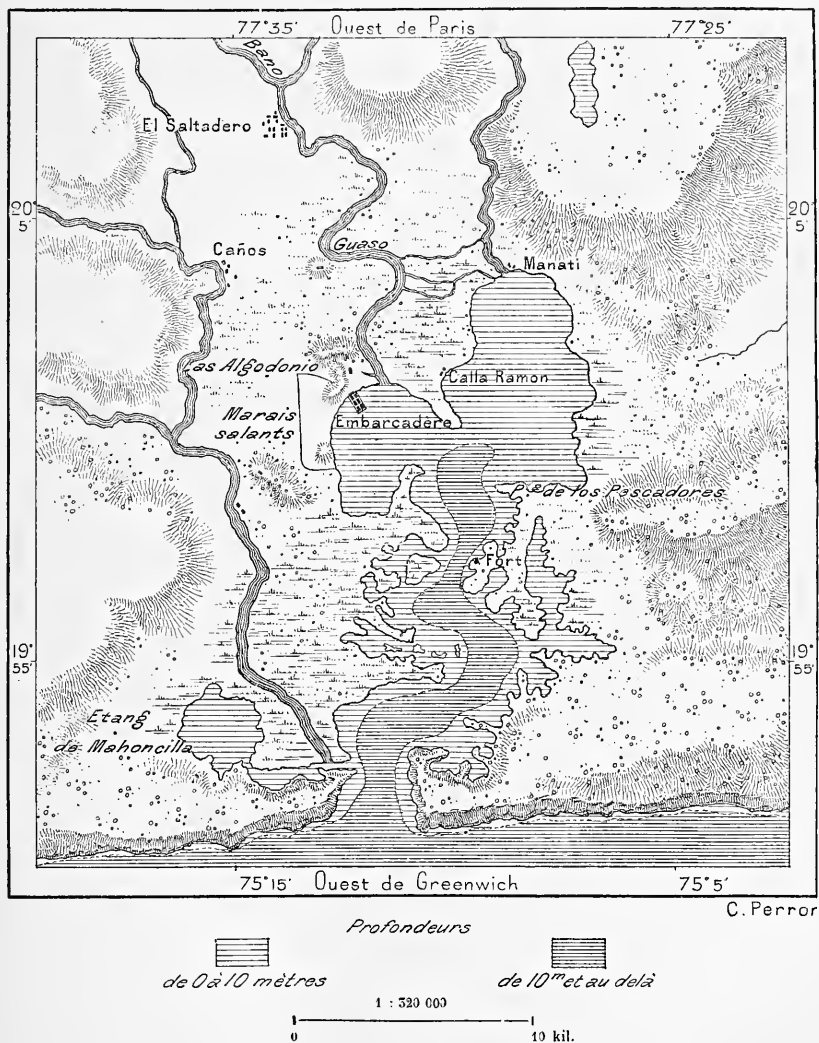 77°35' Ouest de Paris 77°25'
Bano
El Saltadero
20°
5'
20°
5'
Guaso
Caños
Manati
Las Algodonio
Calla Ramon
Marais
salants
Embarcadère
P.ta de los Pescadores
Fort
19°
55'
19°
55'
Etang
de Mahoncilla
75°15' Ouest de Greenwich 75°5'
C. Perron
Profondeurs
de 0 à 10 mètres
de 10m et au delà
1 : 320 000
0 10 kil.